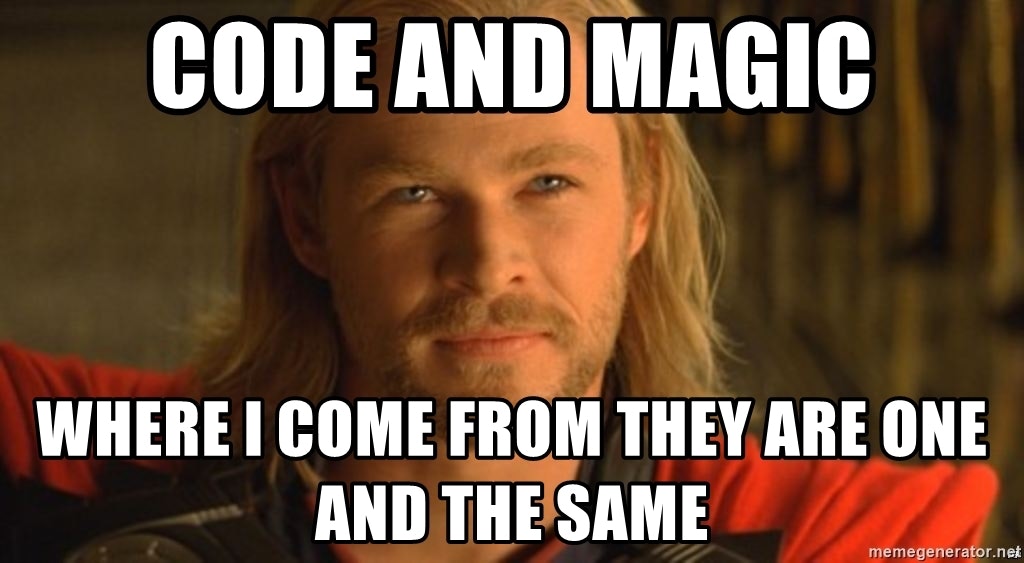 CODE AND MAGIC
WHERE I COME FROM THEY ARE ONE
AND THE SAME
memegenerator.net